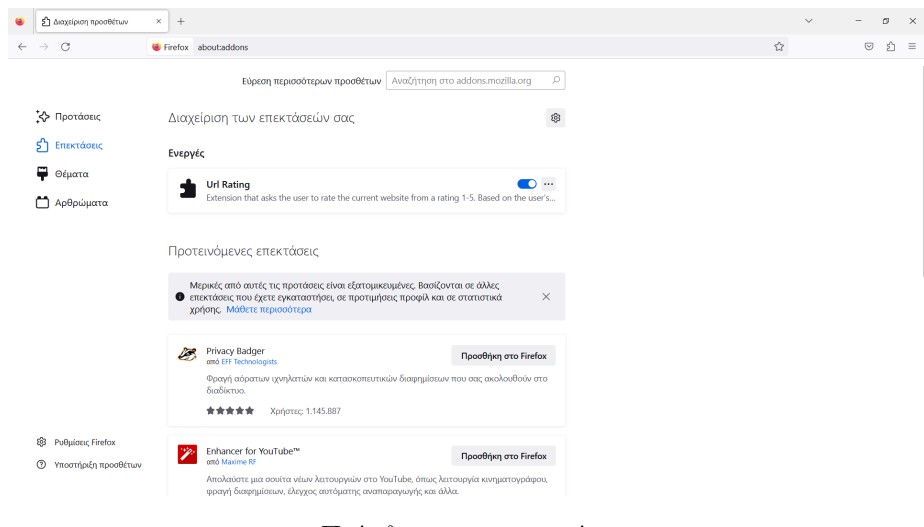 Διαχείριση προσθέτων
Firefox about:addons
Εύρεση περισσότερων προσθέτων Αναζήτηση στο addons.mozilla.org
Προτάσεις
Επεκτάσεις
Θέματα
Αρθρώματα
Διαχείριση των επεκτάσεών σας
Ενεργές
Url Rating
Extension that asks the user to rate the current website from a rating 1-5. Based on the user's...
Προτεινόμενες επεκτάσεις
Μερικές από αυτές τις προτάσεις είναι εξατομικευμένες. Βασίζονται σε άλλες
επεκτάσεις που έχετε εγκαταστήσει, σε προτιμήσεις προφίλ και σε στατιστικά
χρήσης. Μάθετε περισσότερα
Privacy Badger
από EFF Technologists
Προσθήκη στο Firefox
Φραγή αόρατων ιχνηλατών και κατασκοπευτικών διαφημίσεων που σας ακολουθούν στο
διαδίκτυο.
Χρήστες: 1.145.887
Enhancer for YouTube™
από Maxime RF
Προσθήκη στο Firefox
Απολαύστε μια σουίτα νέων λειτουργιών στο YouTube, όπως λειτουργία κινηματογράφου,
φραγή διαφημίσεων, έλεγχος αυτόματης αναπαραγωγής και άλλα.
Ρυθμίσεις Firefox
Υποστήριξη προσθέτων